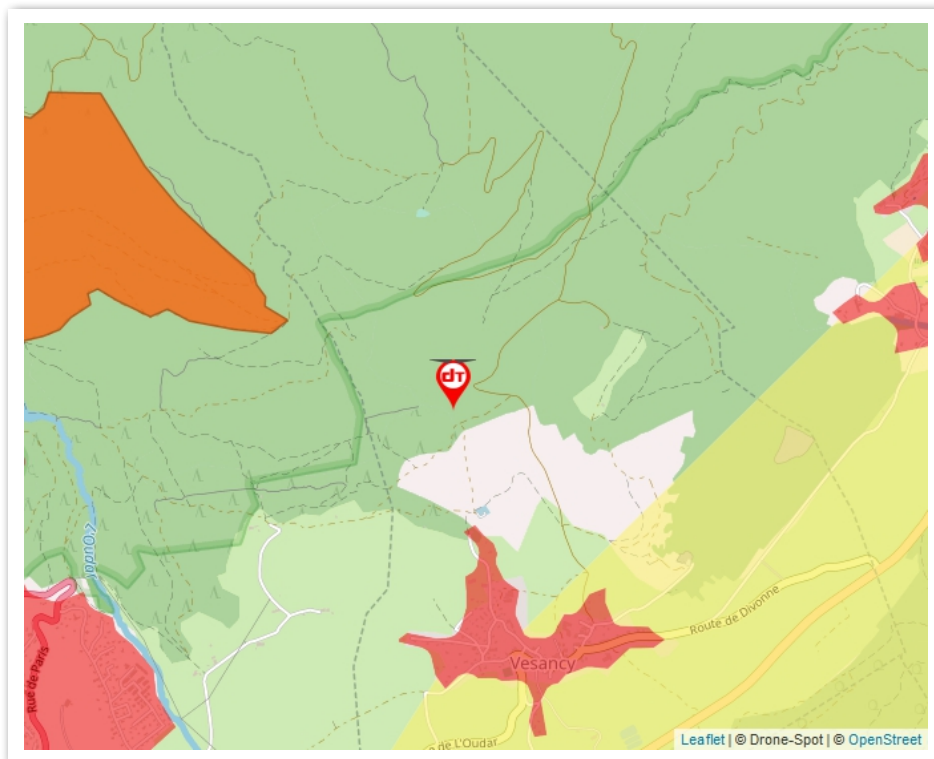 dT
L'Oudar
Rue de Paris
Route de Divonne
Vesancy
e de L'Oudar
Leaflet | © Drone-Spot | © OpenStreet